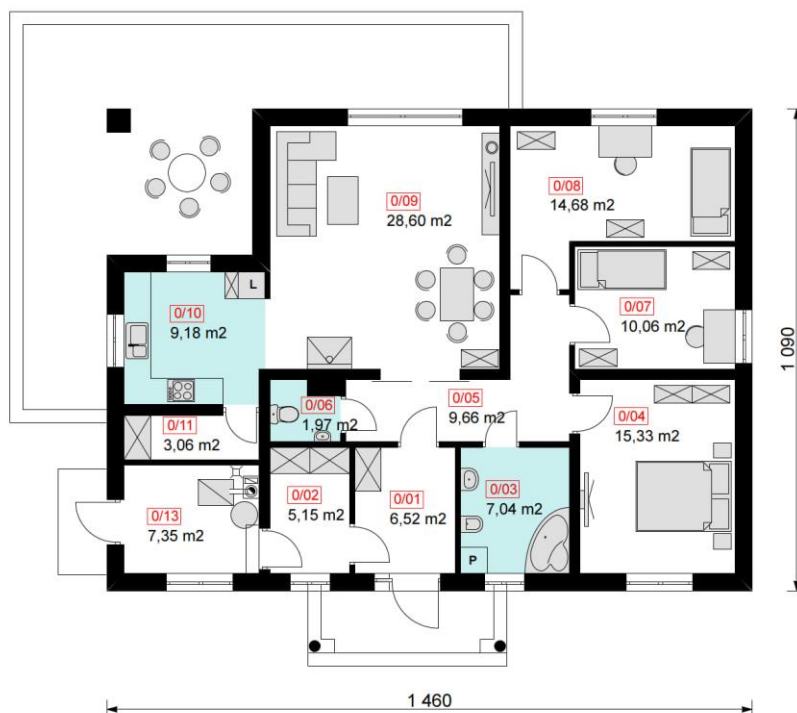 0/08
14,68 m2
0/09
28,60 m2
L
0/10
9,18 m2
0/07
10,06 m2
1 090
0/06
1,97 m2
0/05
9,66 m2
0/04
15,33 m2
0/11
3,06 m2
0/13
7,35 m2
0/02
5,15 m2
0/01
6,52 m2
0/03
7,04 m2
P
1 460